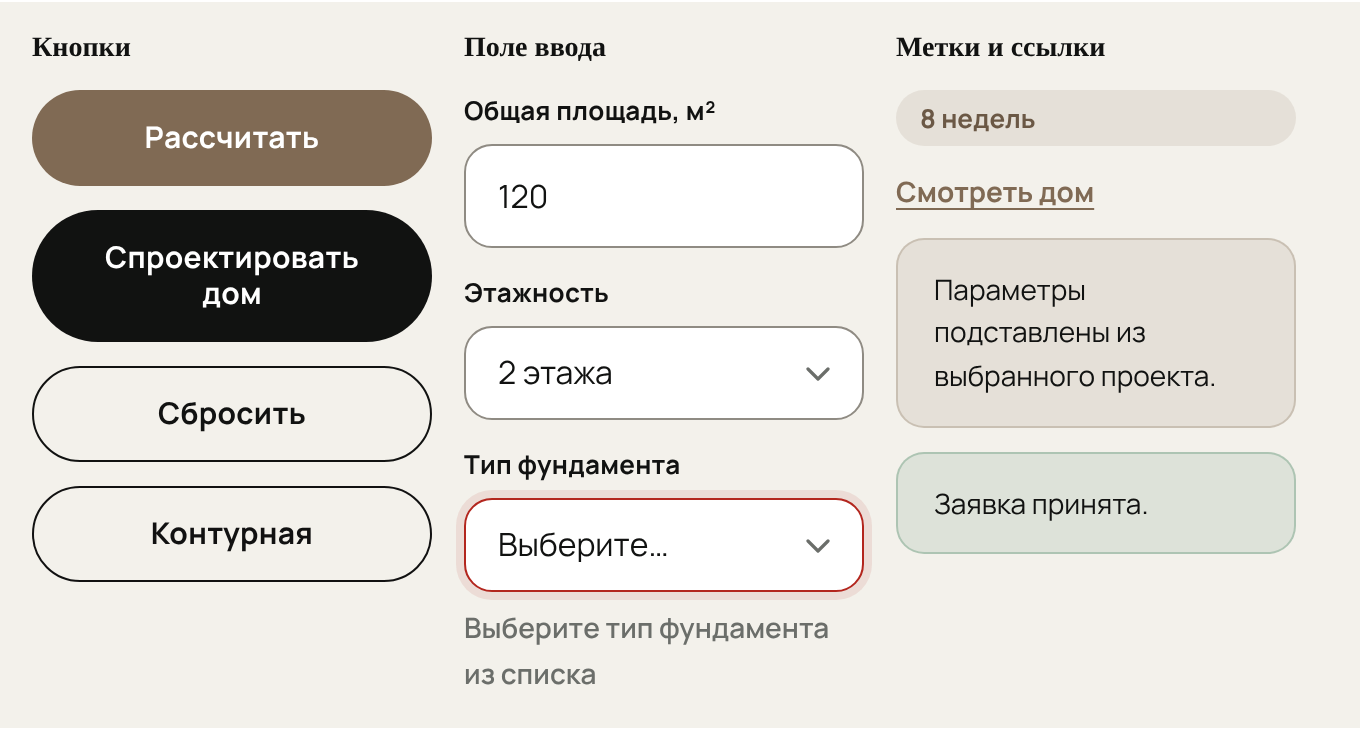 Кнопки
Рассчитать
Спроектировать
дом
Сбросить
Контурная
Поле ввода
Общая площадь, м²
120
Этажность
2 этажа
Тип фундамента
Выберите…
Выберите тип фундамента
из списка
Метки и ссылки
8 недель
Смотреть дом
Параметры
подставлены из
выбранного проекта.
Заявка принята.